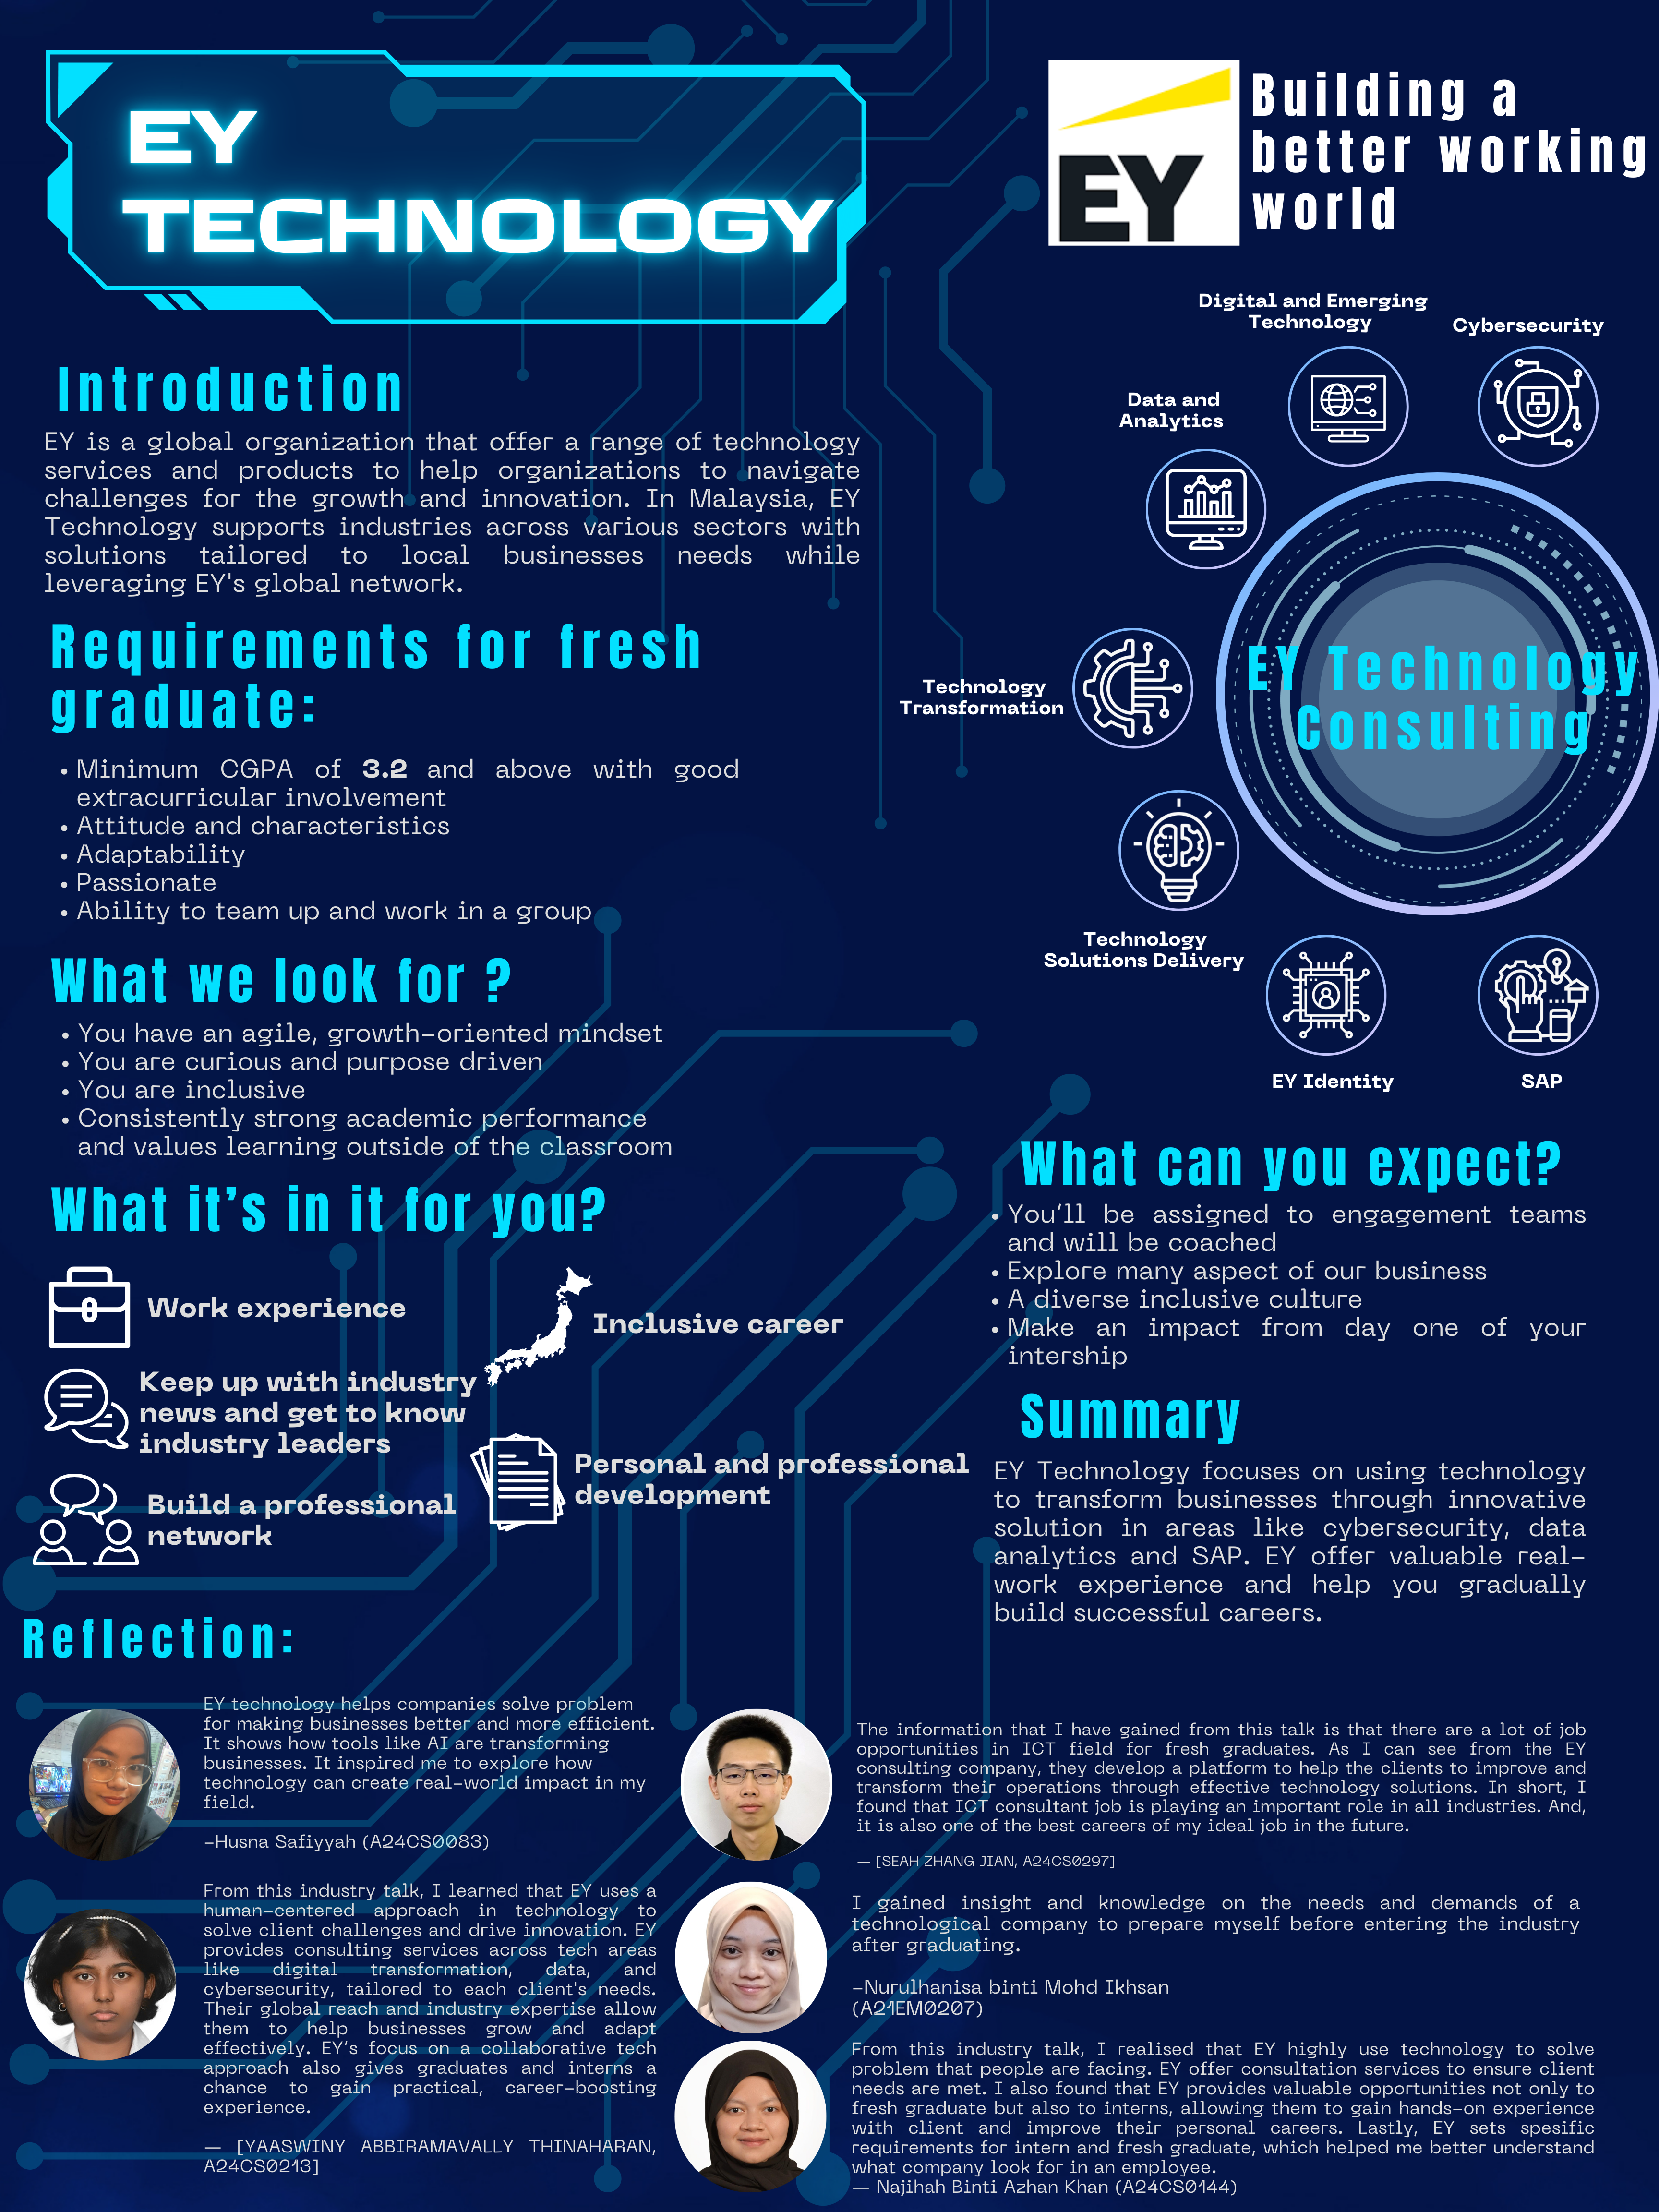 EY
TECHNOLOGY
EY
Building a
better working
world
Introduction
EY is a global organization that offer a range of technology
services and products to help organizations to navigate
challenges for the growth and innovation. In Malaysia, EY
Technology supports industries across various sectors with
solutions tailored to local businesses needs while
leveraging EY's global network.
Requirements for fresh
graduate:
• Minimum CGPA of 3.2 and above with good
extracurricular involvement
• Attitude and characteristics
• Adaptability
• Passionate
• Ability to team up and work in a group
What we look for ?
• You have an agile, growth-oriented mindset
• You are curious and purpose driven
• You are inclusive
• Consistently strong academic performance
and values learning outside of the classroom
What it's in it for you?
Work experience
Keep up with industry
news and get to know
industry leaders
Build a professional
network
Inclusive career
Personal and professional
development
Digital and Emerging
Technology
Cybersecurity
Data and
Analytics
Technology
Transformation
EY Technology
Consulting
Technology
Solutions Delivery
EY Identity
SAP
What can you expect?
• You'll be assigned to engagement teams
and will be coached
• Explore many aspect of our business
• A diverse inclusive culture
• Make an impact from day one of your
intership
Summary
EY Technology focuses on using technology
to transform businesses through innovative
solution in areas like cybersecurity, data
analytics and SAP. EY offer valuable real-
work experience and help you gradually
build successful careers.
Reflection:
EY technology helps companies solve problem
for making businesses better and more efficient.
It shows how tools like AI are transforming
businesses. It inspired me to explore how
technology can create real-world impact in my
field.
-Husna Safiyyah (A24CS0083)
From this industry talk, I learned that EY uses a
human-centered approach in technology to
solve client challenges and drive innovation. EY
provides consulting services across tech areas
like digital transformation, data, and
cybersecurity, tailored to each client's needs.
Their global reach and industry expertise allow
them to help businesses grow and adapt
effectively. EY's focus on a collaborative tech
approach also gives graduates and interns a
chance to gain practical, career-boosting
experience.
— [YAASWINY ABBIRAMAVALLY THINAHARAN,
A24CS0213]
The information that I have gained from this talk is that there are a lot of job
opportunities in ICT field for fresh graduates. As I can see from the EY
consulting company, they develop a platform to help the clients to improve and
transform their operations through effective technology solutions. In short, I
found that ICT consultant job is playing an important role in all industries. And,
it is also one of the best careers of my ideal job in the future.
— [SEAH ZHANG JIAN, A24CS0297]
I gained insight and knowledge on the needs and demands of a
technological company to prepare myself before entering the industry
after graduating.
-Nurulhanisa binti Mohd Ikhsan
(A21EM0207)
From this industry talk, I realised that EY highly use technology to solve
problem that people are facing. EY offer consultation services to ensure client
needs are met. I also found that EY provides valuable opportunities not only to
fresh graduate but also to interns, allowing them to gain hands-on experience
with client and improve their personal careers. Lastly, EY sets spesific
requirements for intern and fresh graduate, which helped me better understand
what company look for in an employee.
— Najihah Binti Azhan Khan (A24CS0144)